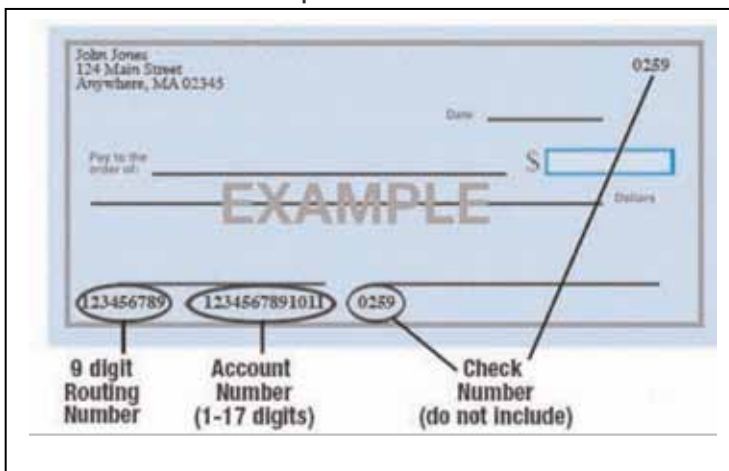 John Jones
124 Main Street
Anywhere, MA 02345
0259
Date
Pay to the
order of:
$
EXAMPLE
Dollars
123456789 1234567891011 0259
9 digit
Routing
Number
Account
Number
(1-17 digits)
Check
Number
(do not include)